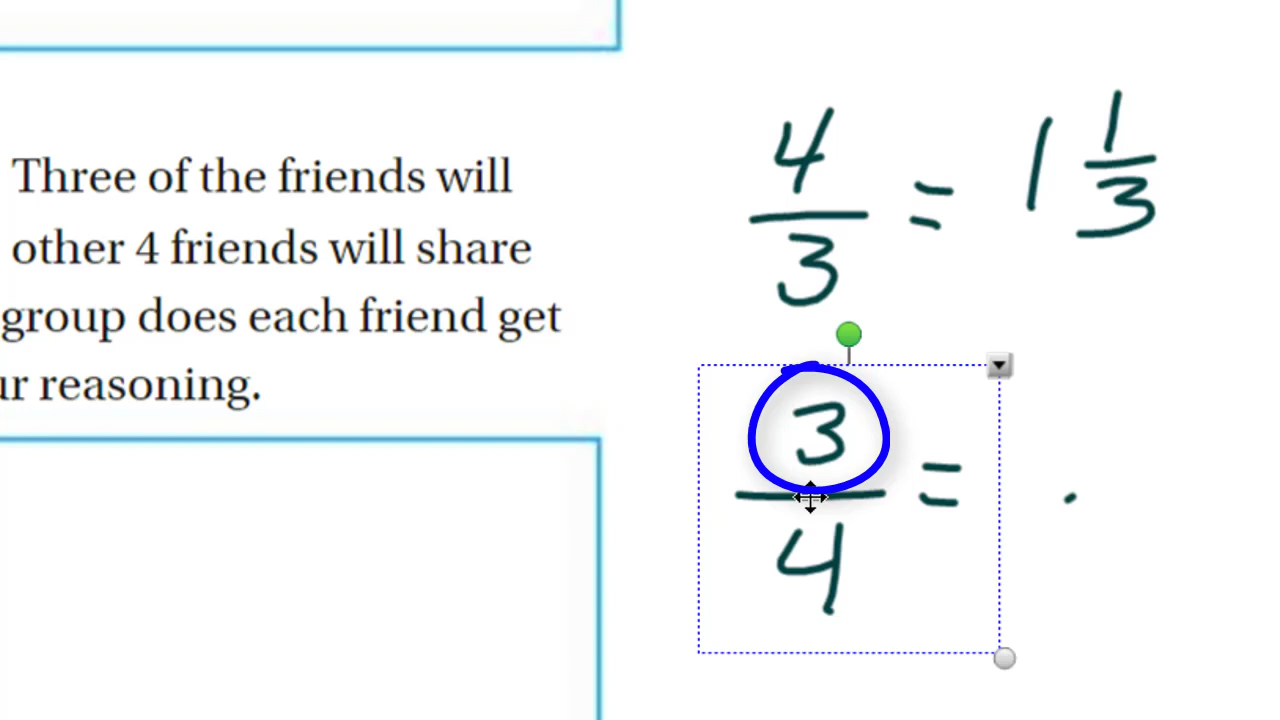 Three of the friends will
other 4 friends will share
group does each friend get
ur reasoning.
4/3 = 1 1/3
3/4 = .